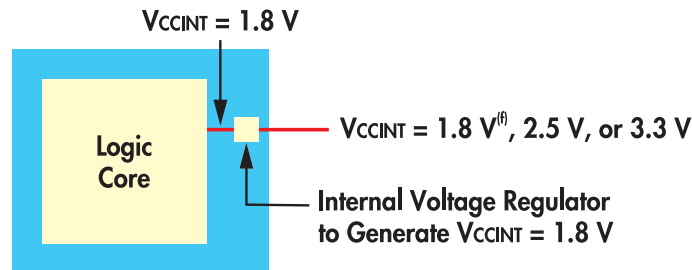 VCCINT = 1.8 V
VCCINT = 1.8 V(f), 2.5 V, or 3.3 V
Logic
Core
Internal Voltage Regulator
to Generate VCCINT = 1.8 V